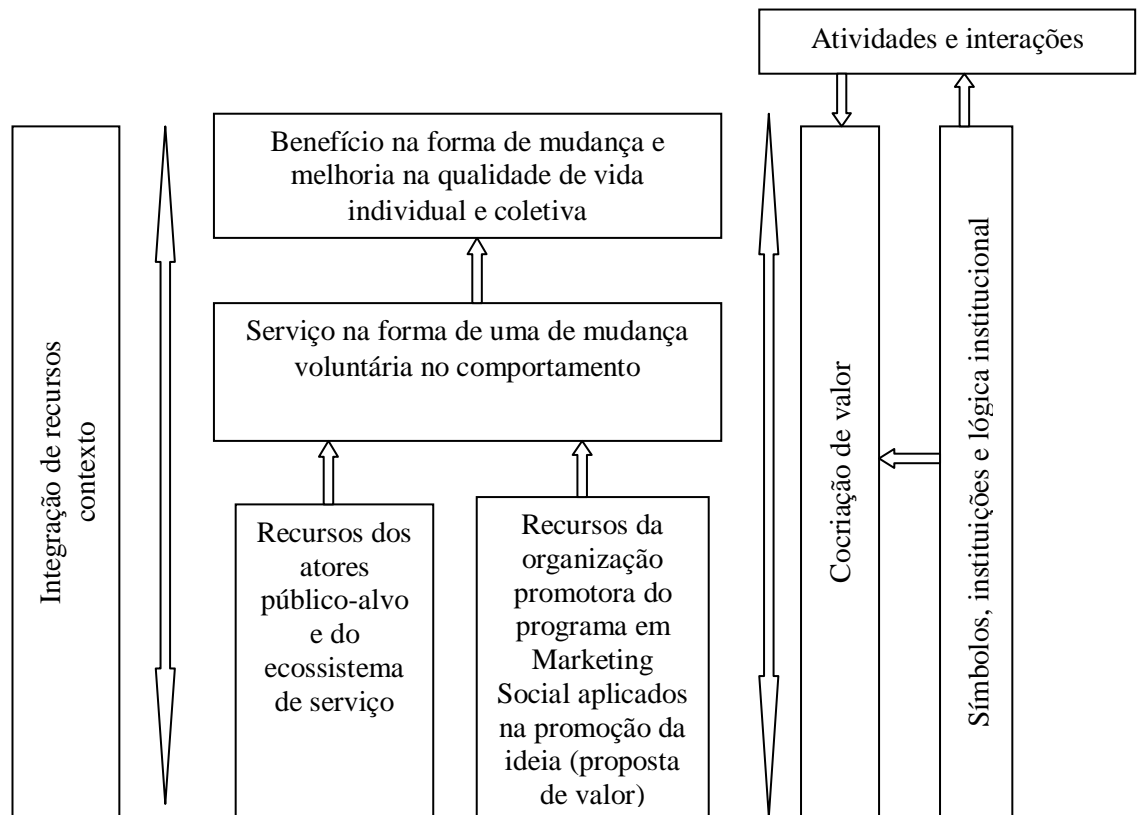 Atividades e interações
Benefício na forma de mudança e
melhoria na qualidade de vida
individual e coletiva
Serviço na forma de uma de mudança
voluntária no comportamento
Integração de recursos
contexto
Recursos dos
atores
público-alvo
e do
ecossistema
de serviço
Recursos da
organização
promotora do
programa em
Marketing
Social aplicados
na promoção da
ideia (proposta
de valor)
Cocriação de valor
Símbolos, instituições e lógica institucional